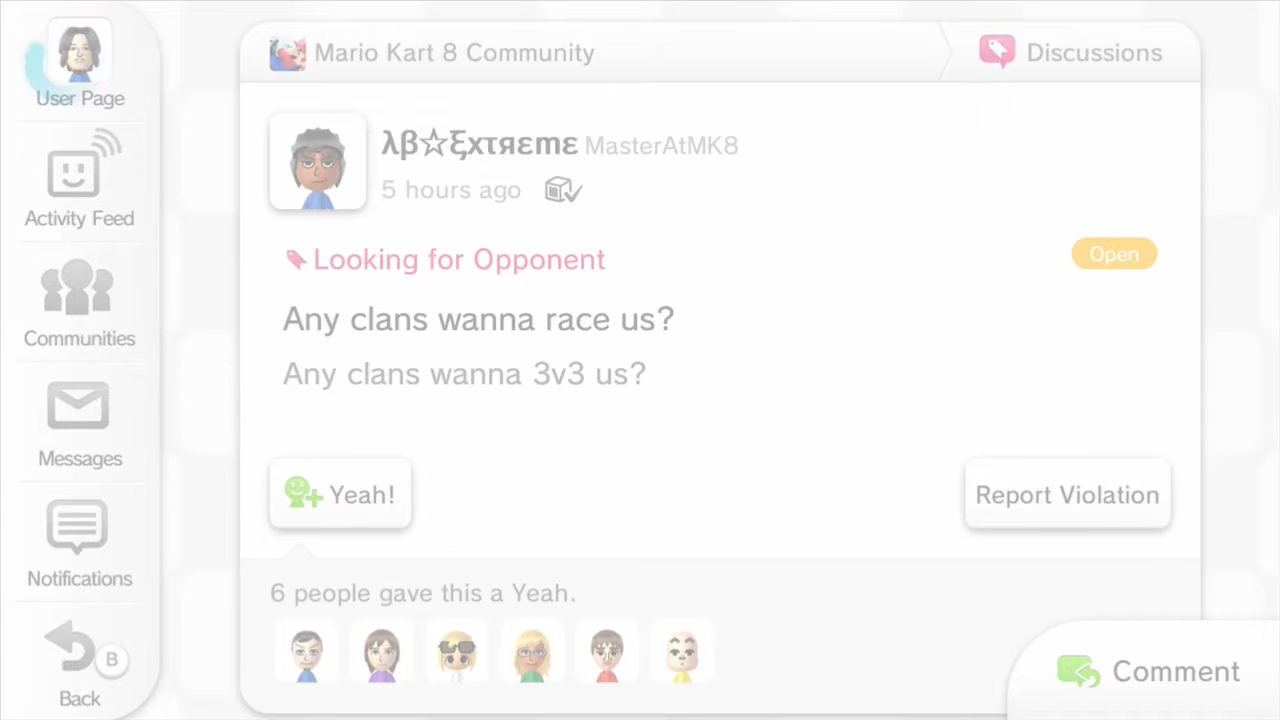 User Page
Activity Feed
Communities
Messages
Notifications
B
Back
Mario Kart 8 Community
Discussions
λβ☆ξxτяεmε MasterAtMK8
5 hours ago
Looking for Opponent
Open
Any clans wanna race us?
Any clans wanna 3v3 us?
Yeah!
Report Violation
6 people gave this a Yeah.
Comment